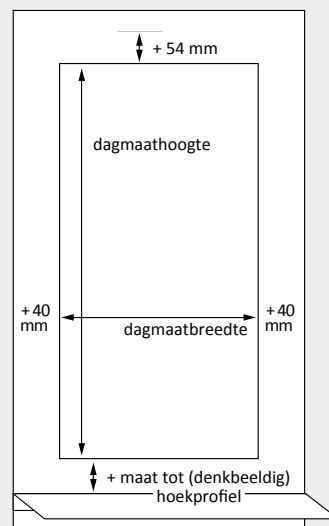 + 54 mm
dagmaathoogte
+ 40
mm
+ 40
mm
dagmaatbreedte
+ maat tot (denkbeeldig)
hoekprofiel